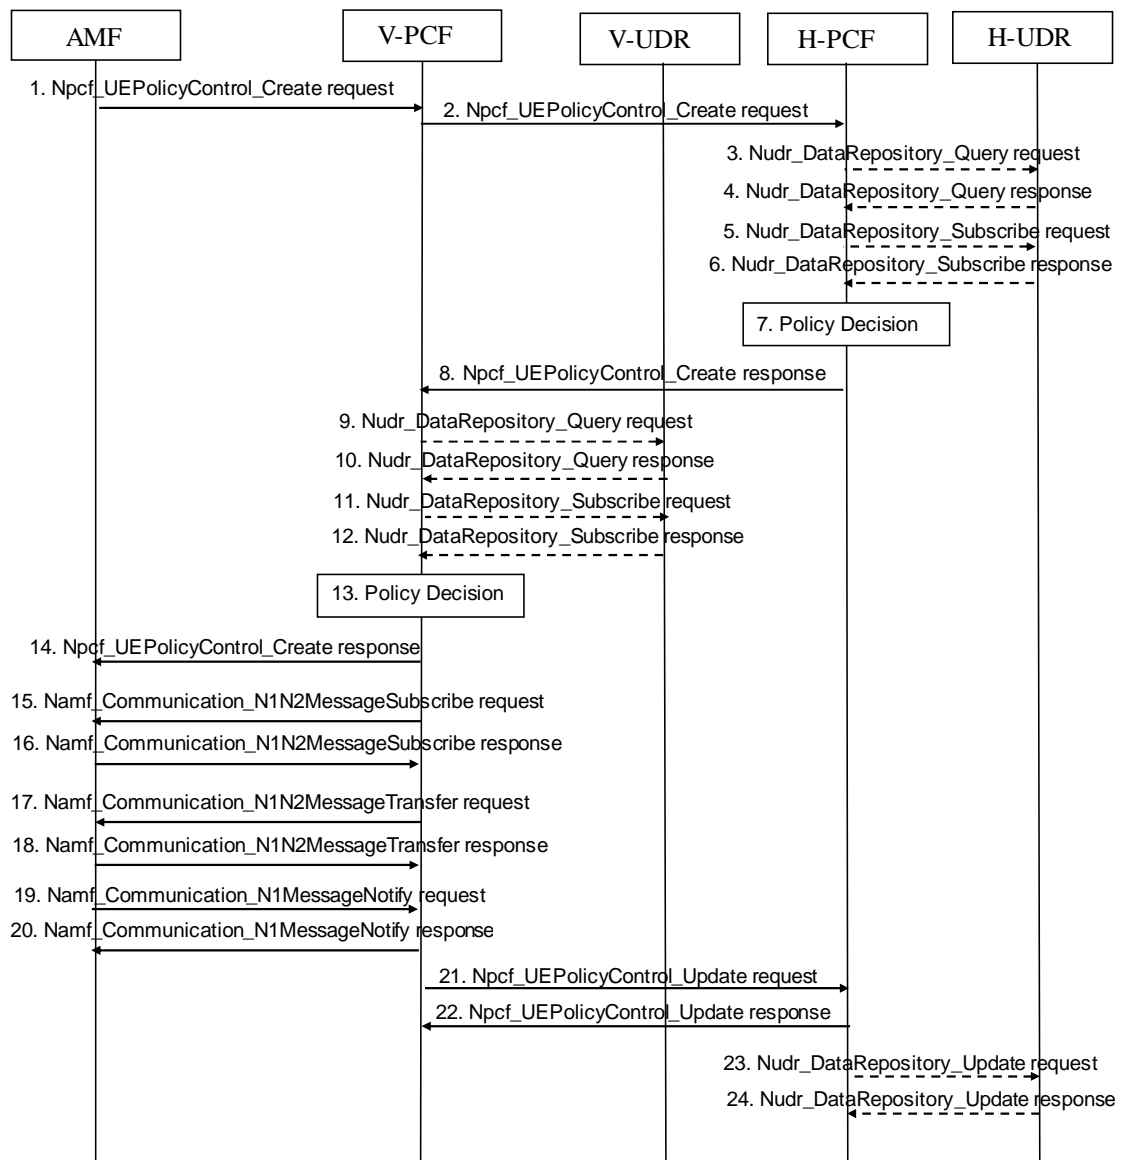 AMF
V-PCF
V-UDR
H-PCF
H-UDR
1. Npcf_UEPolicyControl_Create request
2. Npcf_UEPolicyControl_Create request
3. Nudr_DataRepository_Query request
4. Nudr_DataRepository_Query response
5. Nudr_DataRepository_Subscribe request
6. Nudr_DataRepository_Subscribe response
7. Policy Decision
8. Npcf_UEPolicyControl_Create response
9. Nudr_DataRepository_Query request
10. Nudr_DataRepository_Query response
11. Nudr_DataRepository_Subscribe request
12. Nudr_DataRepository_Subscribe response
13. Policy Decision
14. Npcf_UEPolicyControl_Create response
15. Namf_Communication_N1N2MessageSubscribe request
16. Namf_Communication_N1N2MessageSubscribe response
17. Namf_Communication_N1N2MessageTransfer request
18. Namf_Communication_N1N2MessageTransfer response
19. Namf_Communication_N1MessageNotify request
20. Namf_Communication_N1MessageNotify response
21. Npcf_UEPolicyControl_Update request
22. Npcf_UEPolicyControl_Update response
23. Nudr_DataRepository_Update request
24. Nudr_DataRepository_Update response